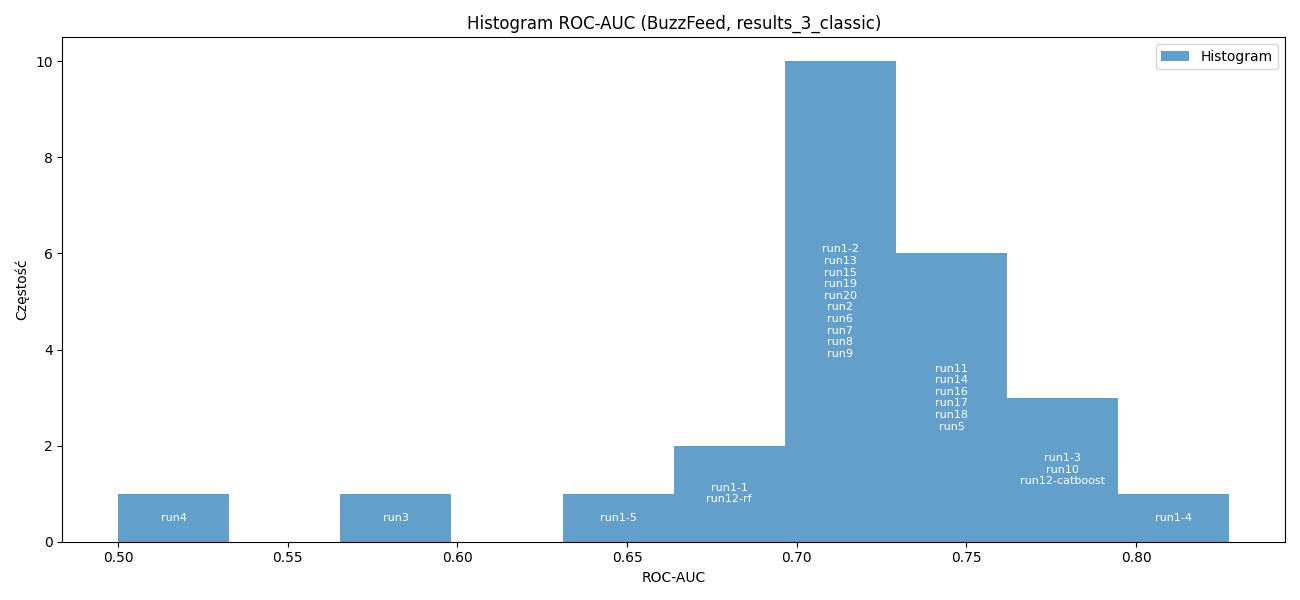 Histogram ROC-AUC (BuzzFeed, results_3_classic)
Histogram
Częstość
10
8
6
4
2
0
run4
run3
run1-5
run1-1
run12-rf
run1-2
run13
run15
run19
run20
run2
run6
run7
run8
run9
run11
run14
run16
run17
run18
run5
run1-3
run10
run12-catboost
run1-4
0.50
0.55
0.60
0.65
0.70
0.75
0.80
ROC-AUC